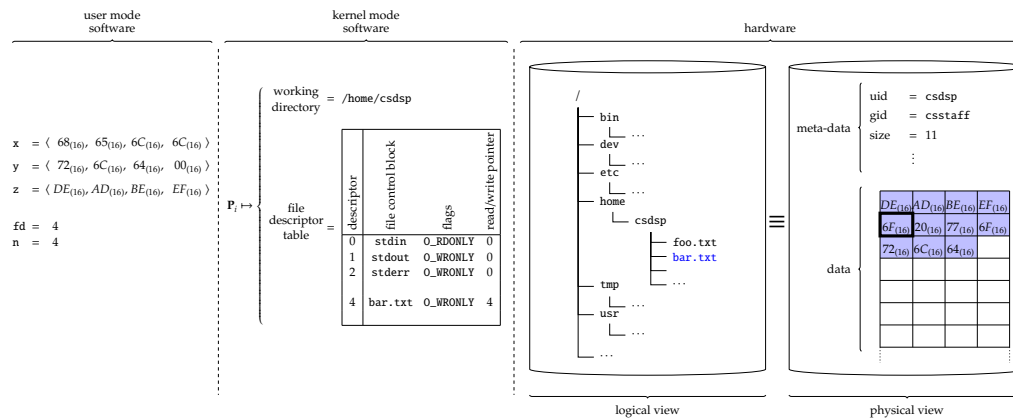 user mode
software
kernel mode
software
hardware
x = ⟨ 68(16), 65(16), 6C(16), 6C(16) ⟩
y = ⟨ 72(16), 6C(16), 64(16), 00(16) ⟩
z = ⟨ DE(16), AD(16), BE(16), EF(16) ⟩
fd = 4
n = 4
Pi ↦
working
directory = /home/csdsp
file
descriptor
table =
descriptor file control block flags read/write pointer
0 stdin O_RDONLY 0
1 stdout O_WRONLY 0
2 stderr O_WRONLY 0
4 bar.txt O_WRONLY 4
/
bin
...
dev
...
etc
...
home
csdsp
foo.txt
bar.txt
...
tmp
...
usr
...
...
≡
meta-data
uid = csdsp
gid = csstaff
size = 11
⋮
data
DE(16) AD(16) BE(16) EF(16)
6F(16) 20(16) 77(16) 6F(16)
72(16) 6C(16) 64(16)
logical view
physical view